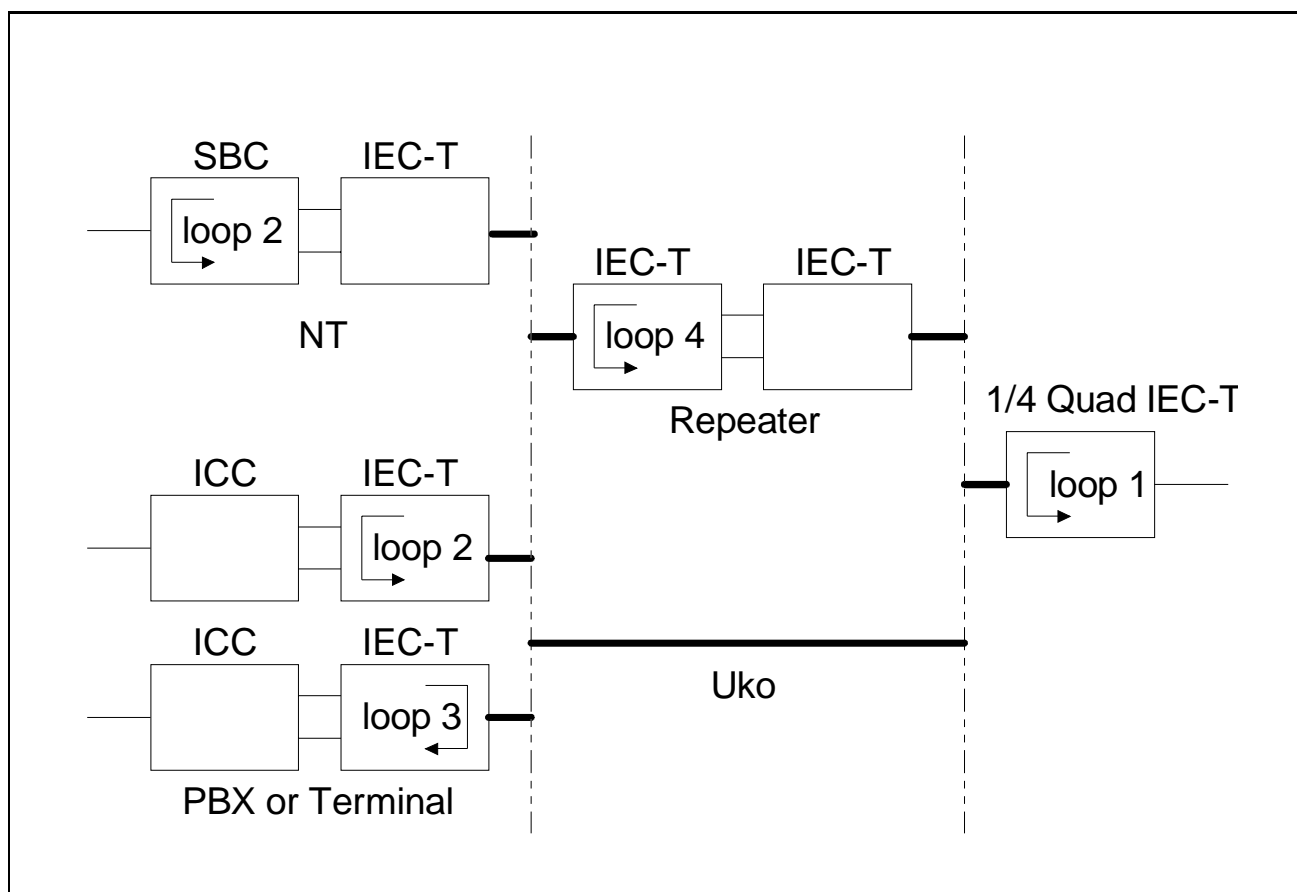 SBC
IEC-T
loop 2
NT
IEC-T
IEC-T
loop 4
Repeater
1/4 Quad IEC-T
loop 1
ICC
IEC-T
loop 2
ICC
IEC-T
loop 3
PBX or Terminal
Uko